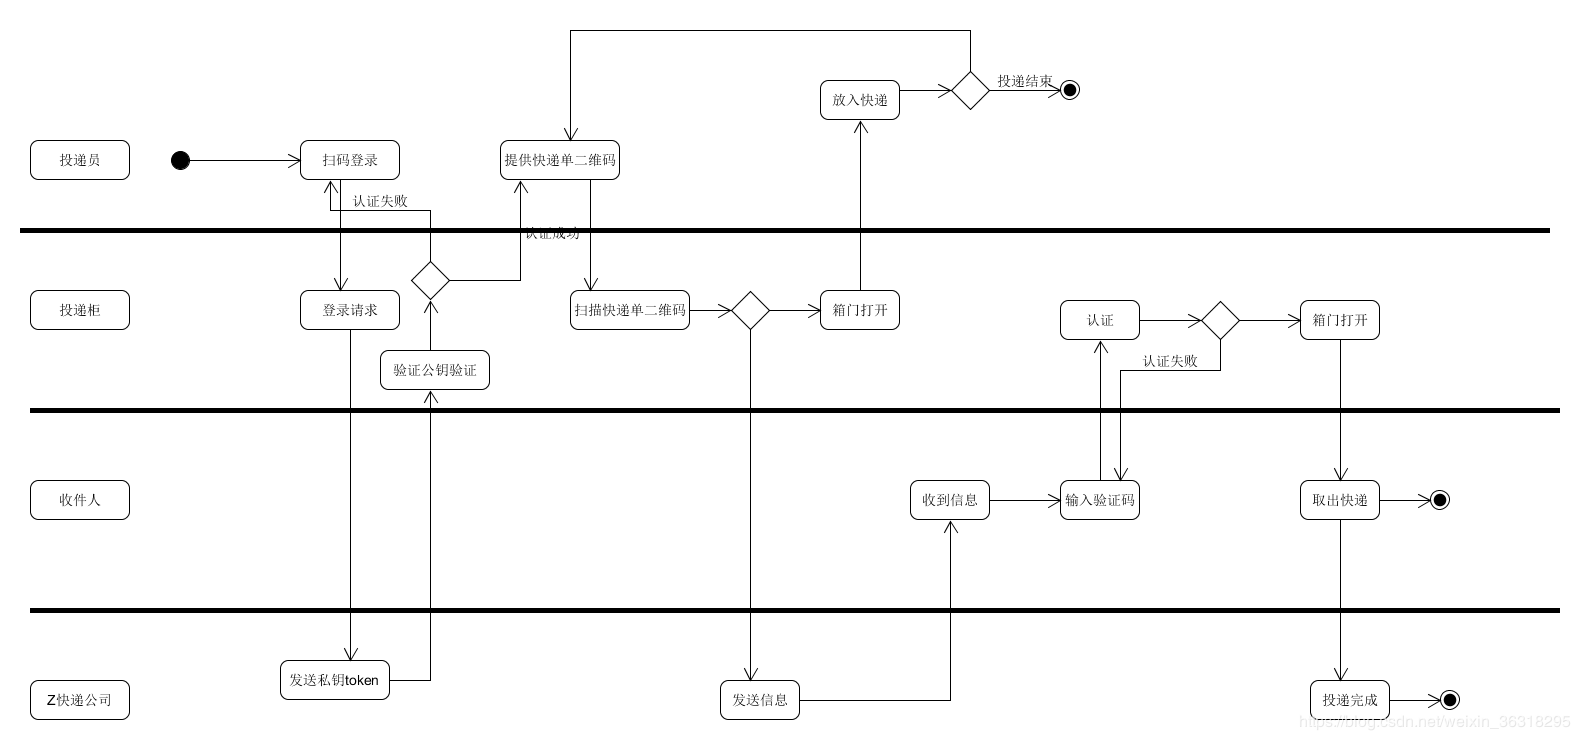 投递结束
放入快递
投递员
扫码登录
提供快递单二维码
认证失败
认证成功
投递柜
登录请求
扫描快递单二维码
箱门打开
认证
箱门打开
验证公钥验证
认证失败
收件人
收到信息
输入验证码
取出快递
发送私钥token
Z快递公司
发送信息
投递完成
https://blog.csdn.net/weixin_36318295